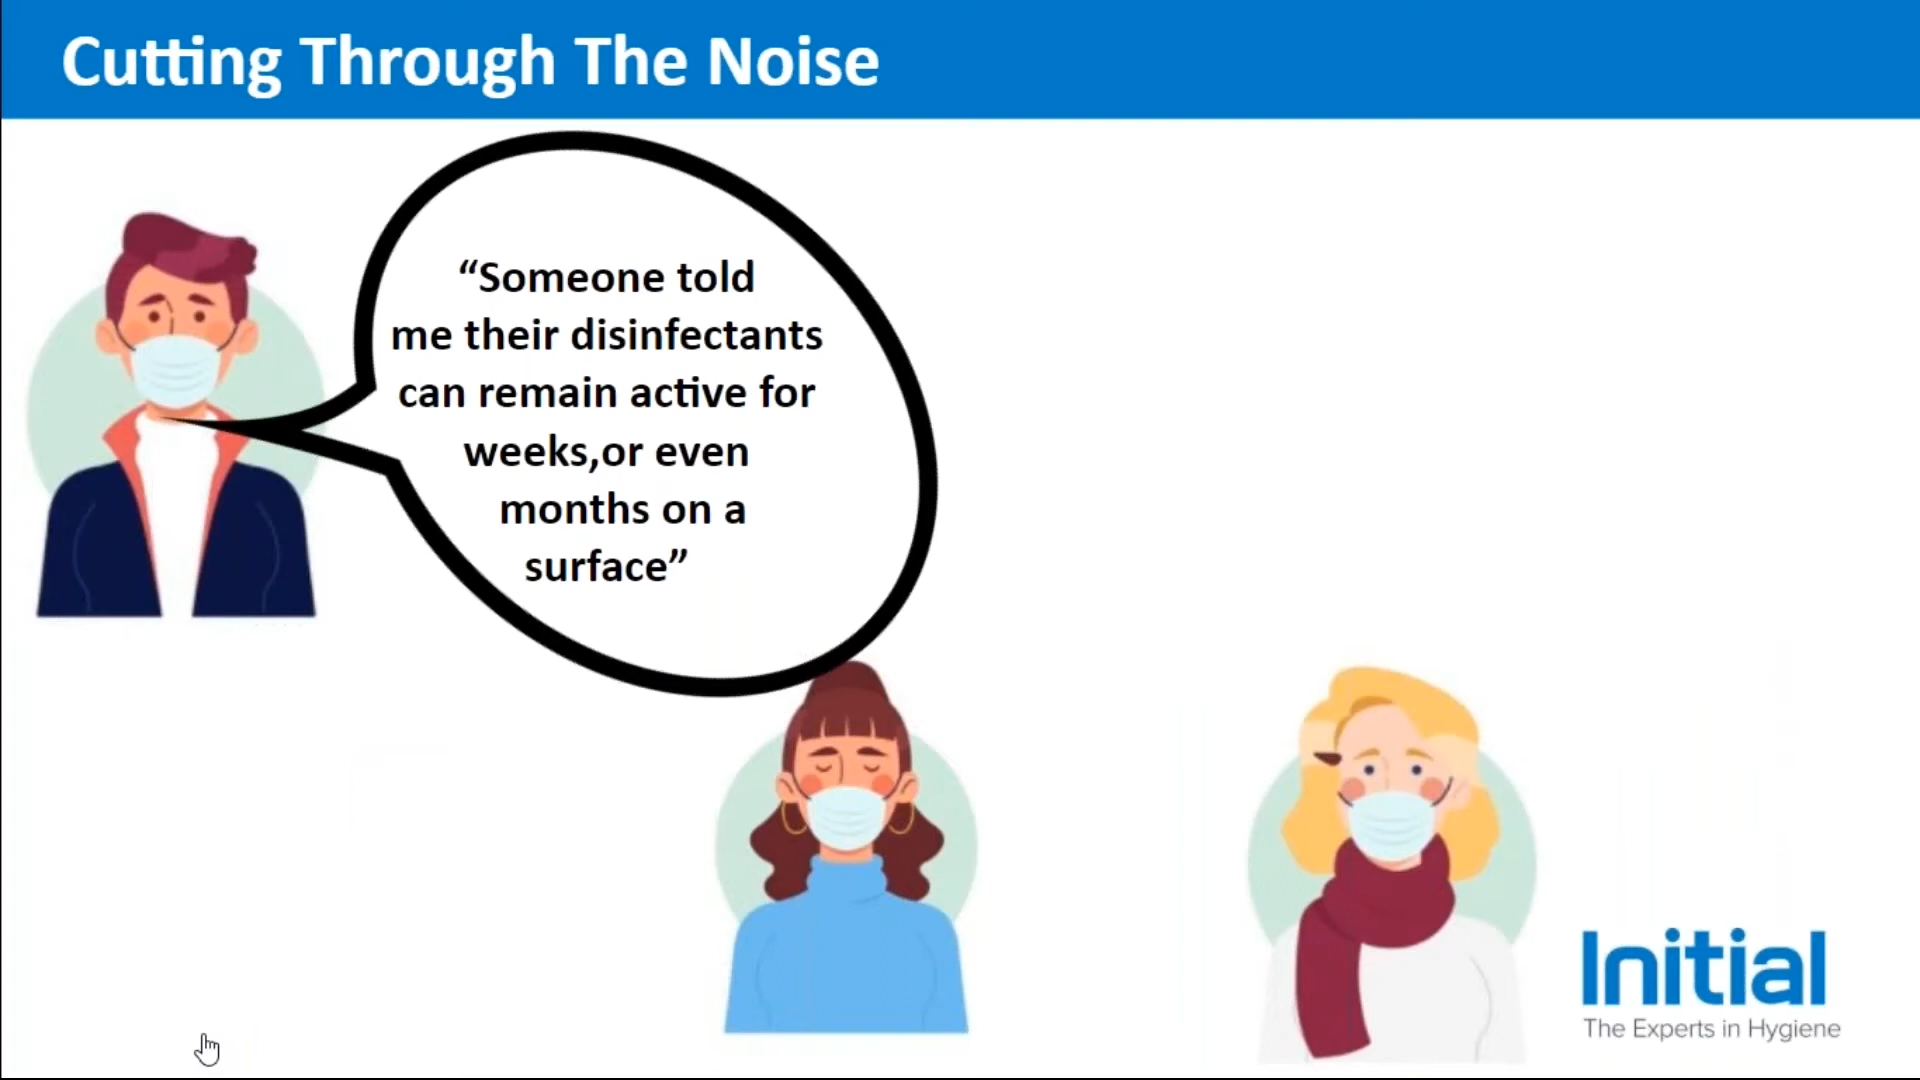 Cutting Through The Noise
“Someone told
me their disinfectants
can remain active for
weeks,or even
months on a
surface”
Initial
The Experts in Hygiene